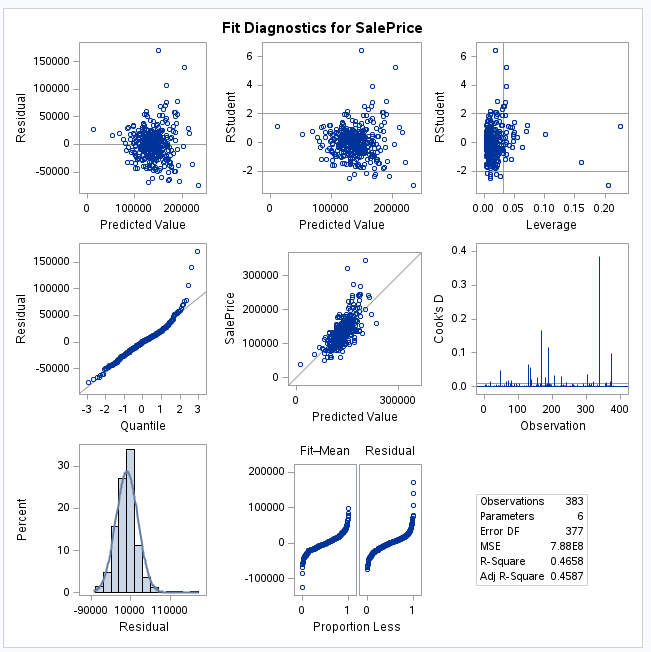 Fit Diagnostics for SalePrice
Residual
150000
100000
50000
0
-50000
0 100000 200000
Predicted Value
RStudent
6
4
2
0
-2
0 100000 200000
Predicted Value
RStudent
6
4
2
0
-2
0.00 0.05 0.10 0.15 0.20
Leverage
Residual
150000
100000
50000
0
-50000
-3 -2 -1 0 1 2 3
Quantile
SalePrice
300000
200000
100000
0
0 300000
Predicted Value
Cook's D
0.4
0.3
0.2
0.1
0.0
0 100 200 300 400
Observation
Percent
30
20
10
0
-90000 10000 110000
Residual
Fit–Mean Residual
200000
100000
0
-100000
0 1 0 1
Proportion Less
Observations 383
Parameters 6
Error DF 377
MSE 7.88E8
R-Square 0.4658
Adj R-Square 0.4587